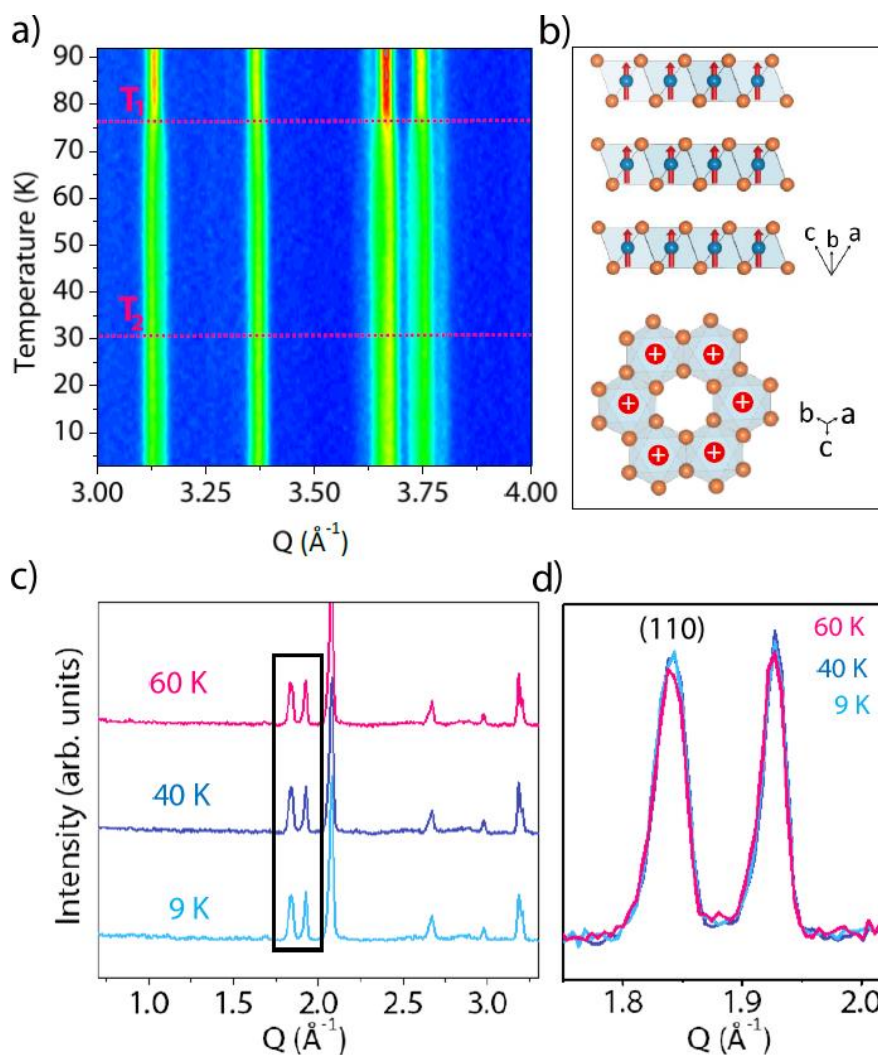 a)
90
80
70
60
50
40
30
20
10
T1
T2
Temperature (K)
3.00 3.25 3.50 3.75 4.00
Q (Å⁻¹)
b)
c b a
+ +
+ +
+ +
b a
c
c)
60 K
40 K
9 K
Intensity (arb. units)
1.0 1.5 2.0 2.5 3.0
Q (Å⁻¹)
d)
(110)
60 K
40 K
9 K
1.8 1.9 2.0
Q (Å⁻¹)